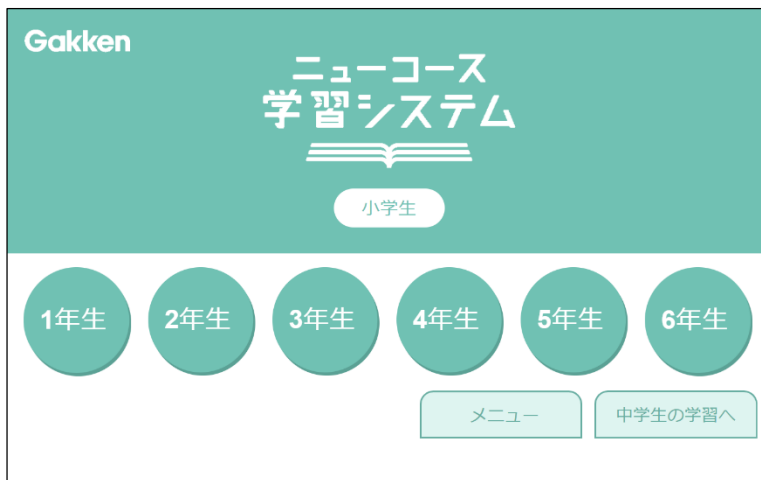 Gakken
ニューコース
学習システム
小学生
1年生 2年生 3年生 4年生 5年生 6年生
メニュー 中学生の学習へ